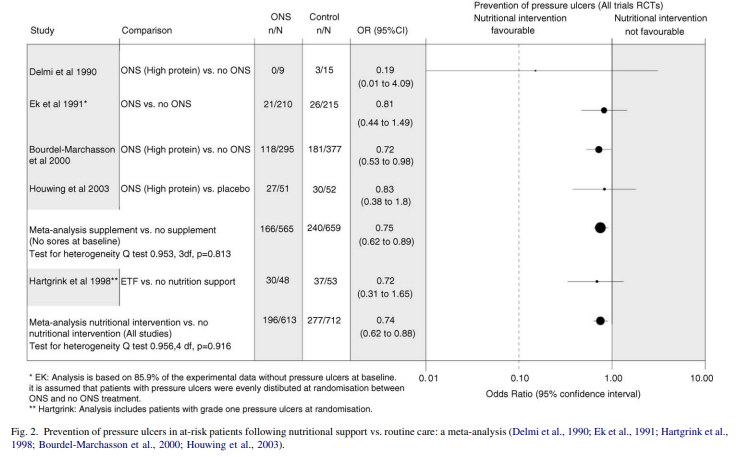 Prevention of pressure ulcers (All trials RCTs)
Nutritional intervention favourable
Nutritional intervention not favourable
Study Comparison ONS n/N Control n/N OR (95%CI)
Delmi et al 1990 ONS (High protein) vs. no ONS 0/9 3/15 0.19 (0.01 to 4.09)
Ek et al 1991* ONS vs. no ONS 21/210 26/215 0.81 (0.44 to 1.49)
Bourdel-Marchasson et al 2000 ONS (High protein) vs. no ONS 118/295 181/377 0.72 (0.53 to 0.98)
Houwing et al 2003 ONS (High protein) vs. placebo 27/51 30/52 0.83 (0.38 to 1.8)
Meta-analysis supplement vs. no supplement 166/565 240/659 0.75 (0.62 to 0.89)
(No sores at baseline)
Test for heterogeneity Q test 0.953, 3df, p=0.813
Hartgrink et al 1998** ETF vs. no nutrition support 30/48 37/53 0.72 (0.31 to 1.65)
Meta-analysis nutritional intervention vs. no 196/613 277/712 0.74 (0.62 to 0.88)
nutritional intervention (All studies)
Test for heterogeneity Q test 0.956,4 df, p=0.916
* EK: Analysis is based on 85.9% of the experimental data without pressure ulcers at baseline.
it is assumed that patients with pressure ulcers were evenly distibuted at randomisation between
ONS and no ONS treatment.
** Hartgrink: Analysis includes patients with grade one pressure ulcers at randomisation.
0.01 0.10 1.00 10.00
Odds Ratio (95% confidence interval)
Fig. 2. Prevention of pressure ulcers in at-risk patients following nutritional support vs. routine care: a meta-analysis (Delmi et al., 1990; Ek et al., 1991; Hartgrink et al.,
1998; Bourdel-Marchasson et al., 2000; Houwing et al., 2003).